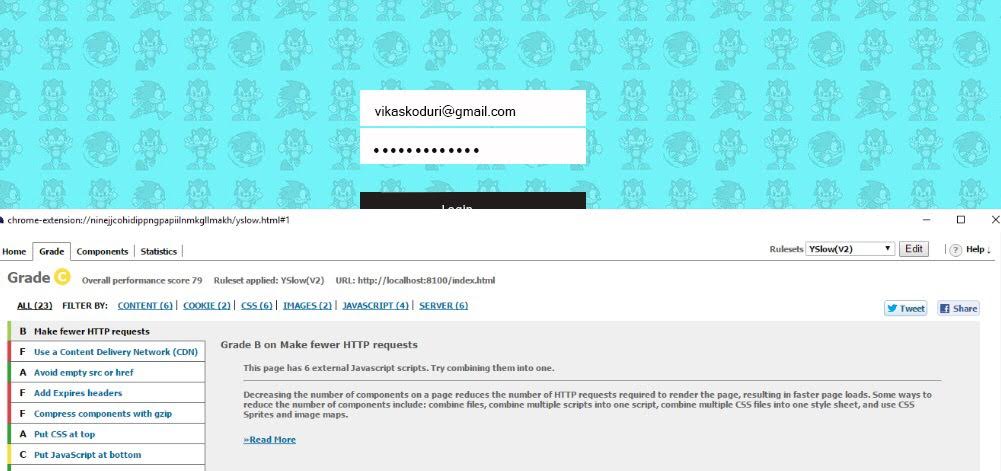 vikaskoduri@gmail.com
•••••••••••••
Login
chrome-extension://ninejjcohidippngpapiilnmkgllmakh/yslow.html#1
Home Grade Components Statistics Rulesets YSlow(V2) Edit ? Help ↓
Grade C Overall performance score 79 Ruleset applied: YSlow(V2) URL: http://localhost:8100/index.html
ALL (23) FILTER BY: CONTENT (6) | COOKIE (2) | CSS (6) | IMAGES (2) | JAVASCRIPT (4) | SERVER (6) Tweet Share
B Make fewer HTTP requests
F Use a Content Delivery Network (CDN)
A Avoid empty src or href
F Add Expires headers
F Compress components with gzip
A Put CSS at top
C Put JavaScript at bottom
Grade B on Make fewer HTTP requests
This page has 6 external Javascript scripts. Try combining them into one.
Decreasing the number of components on a page reduces the number of HTTP requests required to render the page, resulting in faster page loads. Some ways to
reduce the number of components include: combine files, combine multiple scripts into one script, combine multiple CSS files into one style sheet, and use CSS
Sprites and image maps.
»Read More